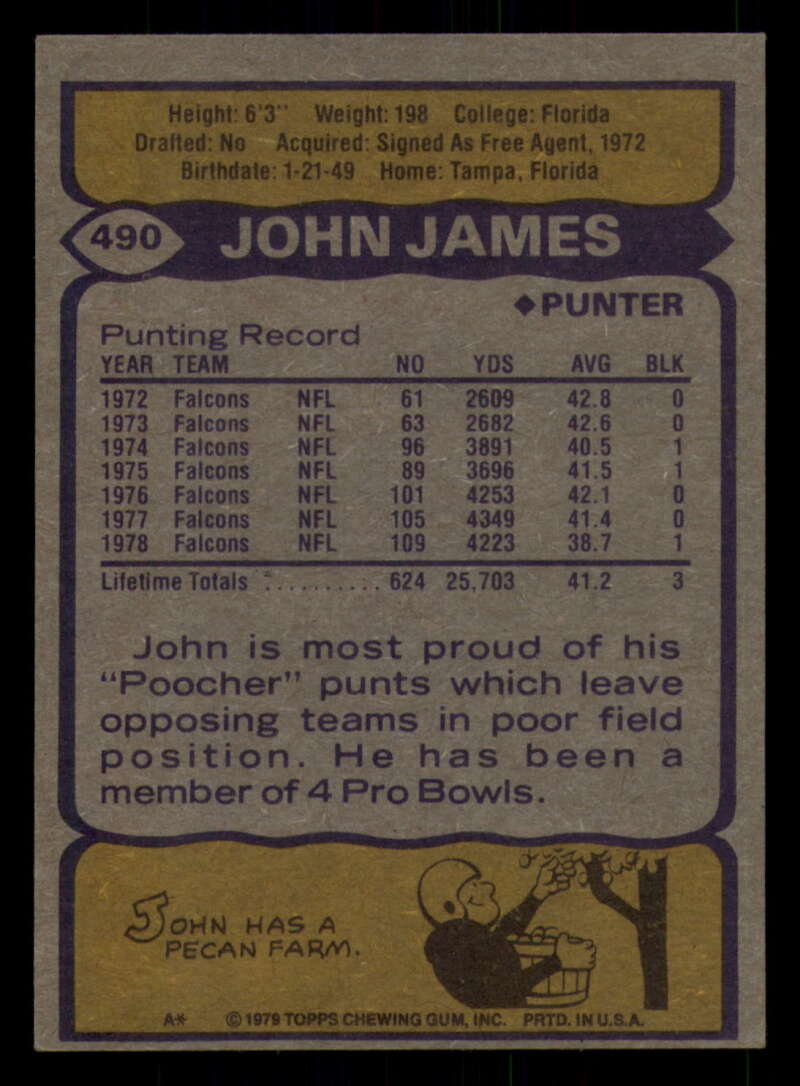 Height: 6'3" Weight: 198 College: Florida
Drafted: No Acquired: Signed As Free Agent, 1972
Birthdate: 1-21-49 Home: Tampa, Florida
490 JOHN JAMES
◆PUNTER
Punting Record
YEAR TEAM NO YDS AVG BLK
1972 Falcons NFL 61 2609 42.8 0
1973 Falcons NFL 63 2682 42.6 0
1974 Falcons NFL 96 3891 40.5 1
1975 Falcons NFL 89 3696 41.5 1
1976 Falcons NFL 101 4253 42.1 0
1977 Falcons NFL 105 4349 41.4 0
1978 Falcons NFL 109 4223 38.7 1
Lifetime Totals ........... 624 25,703 41.2 3
John is most proud of his
"Poocher" punts which leave
opposing teams in poor field
position. He has been a
member of 4 Pro Bowls.
JOHN HAS A
PECAN FARM.
A* © 1979 TOPPS CHEWING GUM, INC. PRTD. IN U.S.A.